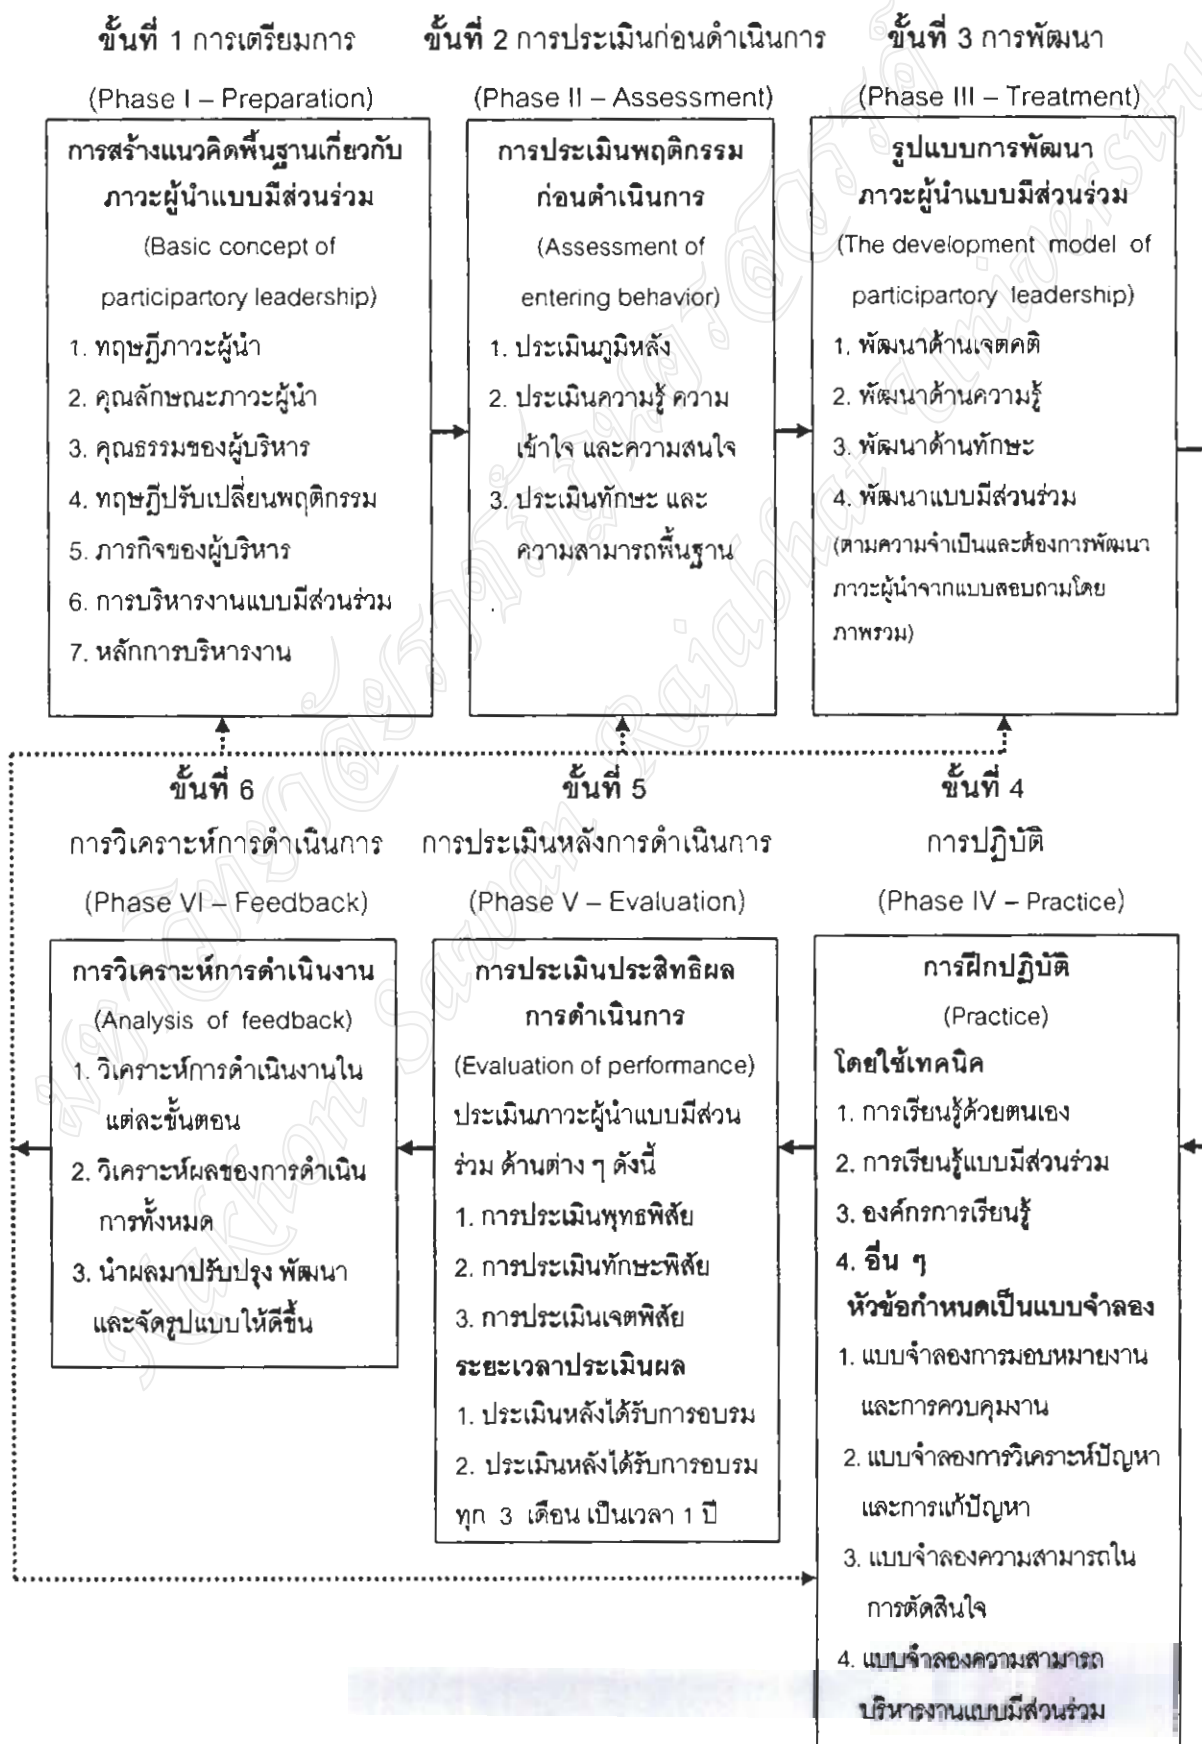 ขั้นที่ 1 การเตรียมการ
(Phase I – Preparation)
การสร้างแนวคิดพื้นฐานเกี่ยวกับ
ภาวะผู้นำแบบมีส่วนร่วม
(Basic concept of
participartory leadership)
1. ทฤษฎีภาวะผู้นำ
2. คุณลักษณะภาวะผู้นำ
3. คุณธรรมของผู้บริหาร
4. ทฤษฎีปรับเปลี่ยนพฤติกรรม
5. ภารกิจของผู้บริหาร
6. การบริหารงานแบบมีส่วนร่วม
7. หลักการบริหารงาน
ขั้นที่ 2 การประเมินก่อนดำเนินการ
(Phase II – Assessment)
การประเมินพฤติกรรม
ก่อนดำเนินการ
(Assessment of
entering behavior)
1. ประเมินภูมิหลัง
2. ประเมินความรู้ ความ
เข้าใจ และความสนใจ
3. ประเมินทักษะ และ
ความสามารถพื้นฐาน
ขั้นที่ 3 การพัฒนา
(Phase III – Treatment)
รูปแบบการพัฒนา
ภาวะผู้นำแบบมีส่วนร่วม
(The development model of
participartory leadership)
1. พัฒนาด้านเจตคติ
2. พัฒนาด้านความรู้
3. พัฒนาด้านทักษะ
4. พัฒนาแบบมีส่วนร่วม
(ตามความจำเป็นและต้องการพัฒนา
ภาวะผู้นำจากแบบสอบถามโดย
ภาพรวม)
ขั้นที่ 4
การปฏิบัติ
(Phase IV – Practice)
การฝึกปฏิบัติ
(Practice)
โดยใช้เทคนิค
1. การเรียนรู้ด้วยตนเอง
2. การเรียนรู้แบบมีส่วนร่วม
3. องค์กรการเรียนรู้
4. อื่น ๆ
หัวข้อกำหนดเป็นแบบจำลอง
1. แบบจำลองการมอบหมายงาน
และการควบคุมงาน
2. แบบจำลองการวิเคราะห์ปัญหา
และการแก้ปัญหา
3. แบบจำลองความสามารถใน
การตัดสินใจ
4. แบบจำลองความสามารถ
บริหารงานแบบมีส่วนร่วม
ขั้นที่ 5
การประเมินหลังการดำเนินการ
(Phase V – Evaluation)
การประเมินประสิทธิผล
การดำเนินการ
(Evaluation of performance)
ประเมินภาวะผู้นำแบบมีส่วน
ร่วม ด้านต่าง ๆ ดังนี้
1. การประเมินพุทธพิสัย
2. การประเมินทักษะพิสัย
3. การประเมินเจตพิสัย
ระยะเวลาประเมินผล
1. ประเมินหลังได้รับการอบรม
2. ประเมินหลังได้รับการอบรม
ทุก 3 เดือน เป็นเวลา 1 ปี
ขั้นที่ 6
การวิเคราะห์การดำเนินการ
(Phase VI – Feedback)
การวิเคราะห์การดำเนินงาน
(Analysis of feedback)
1. วิเคราะห์การดำเนินงานใน
แต่ละขั้นตอน
2. วิเคราะห์ผลของการดำเนิน
การทั้งหมด
3. นำผลมาปรับปรุง พัฒนา
และจัดรูปแบบให้ดีขึ้น
มหาวิทยาลัยราชภัฏนครสวรรค์
Nakhon Sawan Rajabhat University